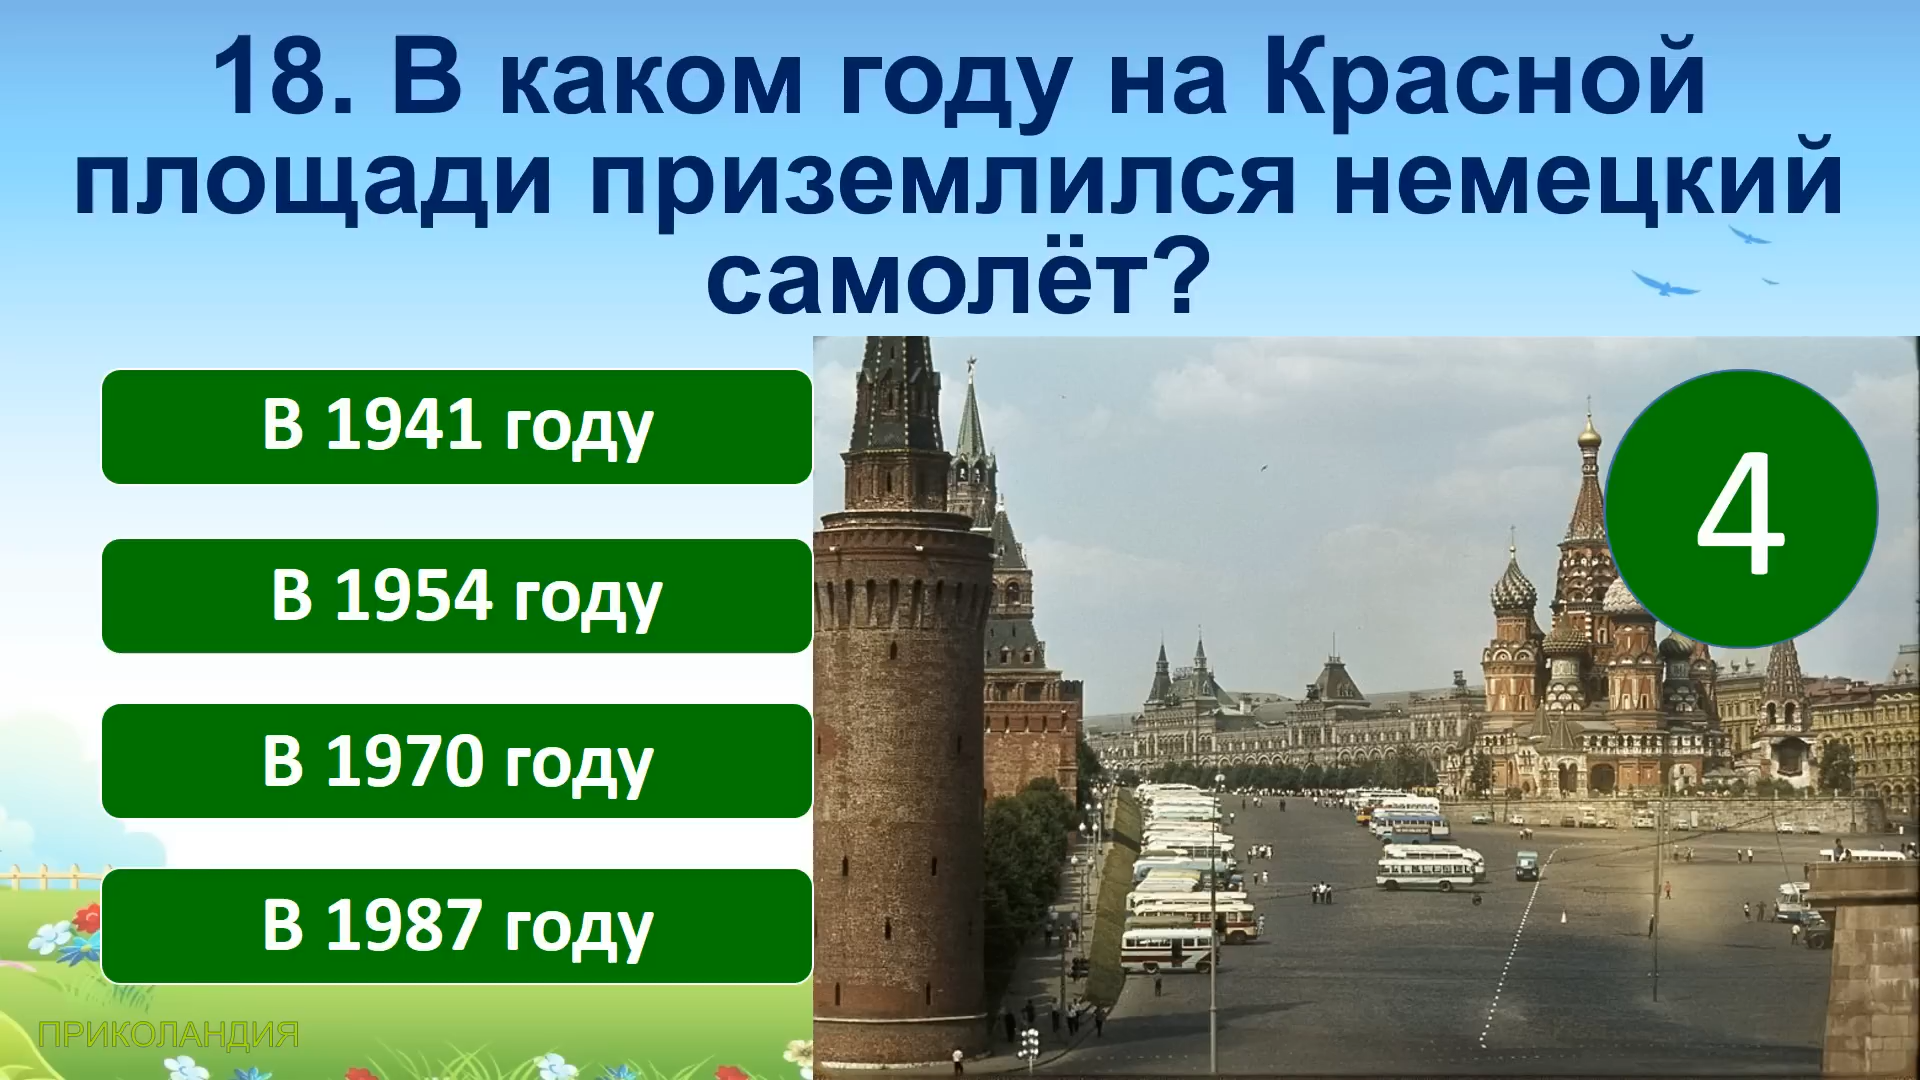 18. В каком году на Красной
площади приземлился немецкий
самолёт?
В 1941 году
В 1954 году
В 1970 году
В 1987 году
4
ПРИКОЛАНДИЯ